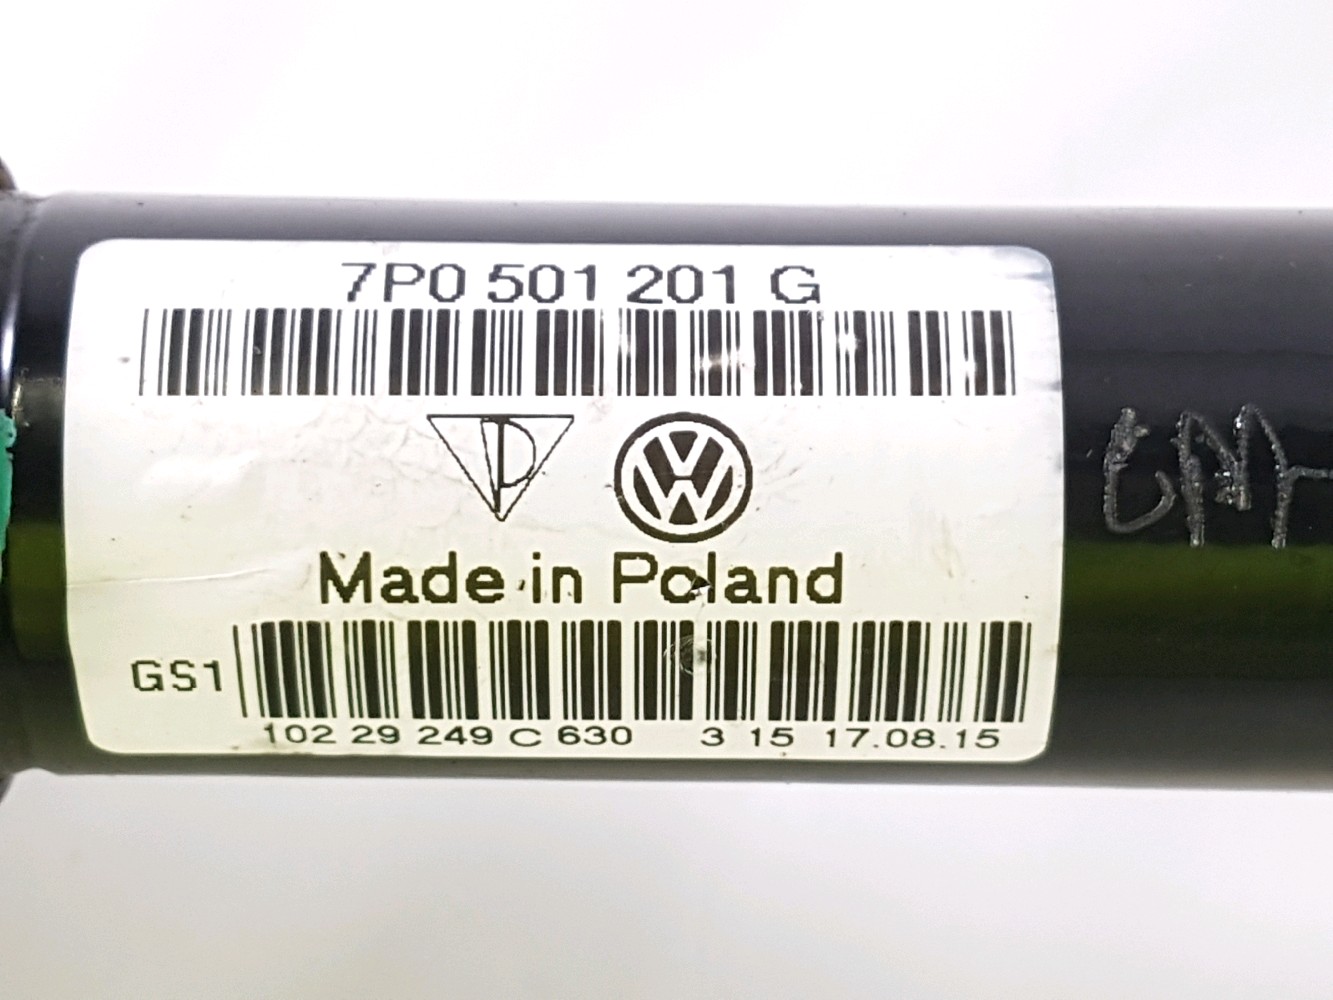 7P0 501 201 G
Made in Poland
GS1
102 29 249 C 630 3 15 17.08.15